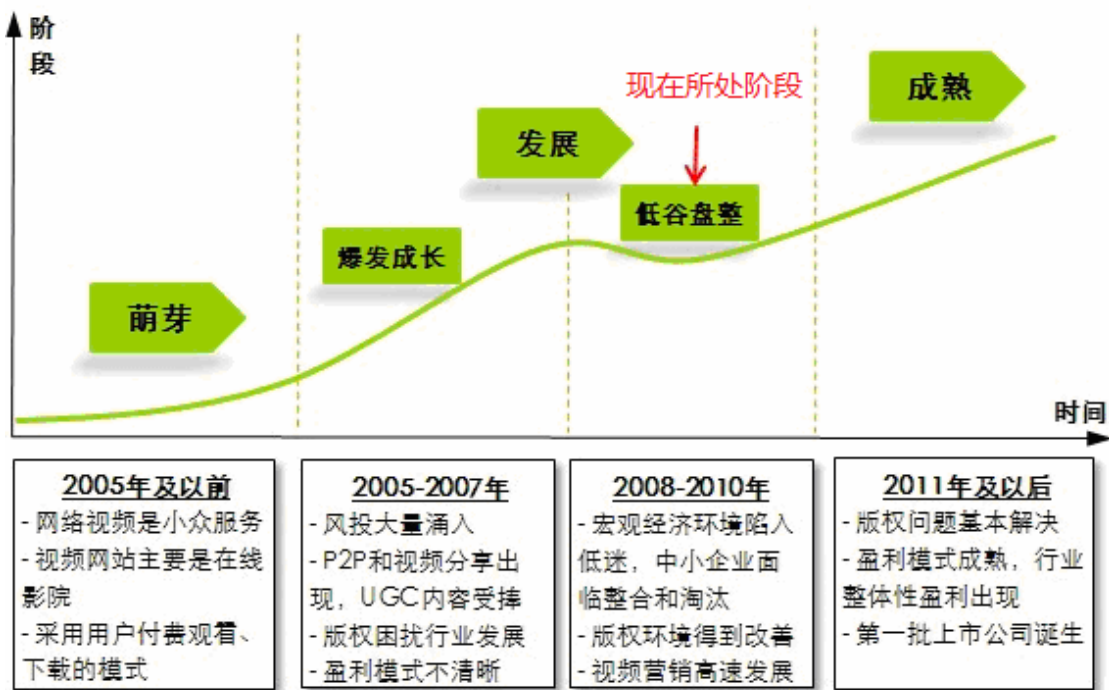 阶
段
现在所处阶段
成熟
发展
低谷盘整
爆发成长
萌芽
时间
2005年及以前
- 网络视频是小众服务
- 视频网站主要是在线
影院
- 采用用户付费观看、
下载的模式
2005-2007年
- 风投大量涌入
- P2P和视频分享出
现，UGC内容受捧
- 版权困扰行业发展
- 盈利模式不清晰
2008-2010年
- 宏观经济环境陷入
低迷，中小企业面
临整合和淘汰
- 版权环境得到改善
- 视频营销高速发展
2011年及以后
- 版权问题基本解决
- 盈利模式成熟，行业
整体性盈利出现
- 第一批上市公司诞生